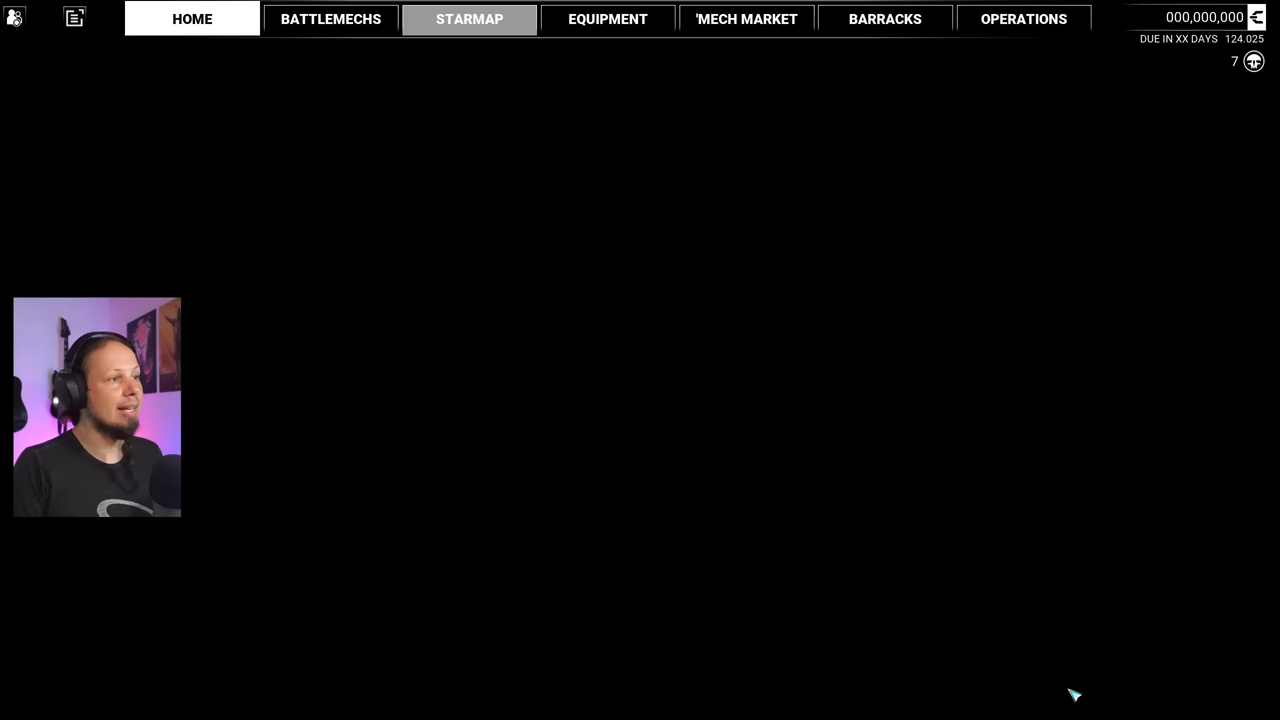 HOME
BATTLEMECHS
STARMAP
EQUIPMENT
'MECH MARKET
BARRACKS
OPERATIONS
000,000,000
DUE IN XX DAYS 124.025
7